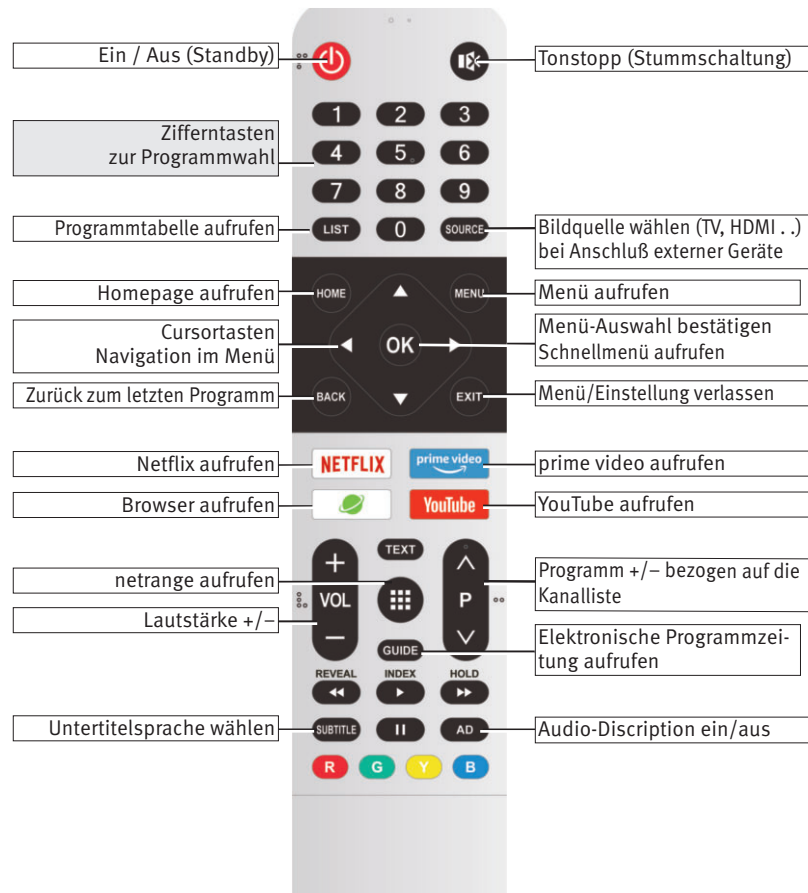 Ein / Aus (Standby)
Tonstopp (Stummschaltung)
1 2 3
Zifferntasten
zur Programmwahl
4 5 6
7 8 9
Programmtabelle aufrufen
LIST 0 SOURCE
Bildquelle wählen (TV, HDMI . .)
bei Anschluß externer Geräte
Homepage aufrufen
HOME MENU
Menü aufrufen
Cursortasten
Navigation im Menü
OK
Menü-Auswahl bestätigen
Schnellmenü aufrufen
Zurück zum letzten Programm
BACK EXIT
Menü/Einstellung verlassen
Netflix aufrufen
NETFLIX prime video
prime video aufrufen
Browser aufrufen
YouTube
YouTube aufrufen
TEXT
netrange aufrufen
+ VOL –
P
Programm +/– bezogen auf die
Kanalliste
Lautstärke +/–
GUIDE
Elektronische Programmzei-
tung aufrufen
REVEAL INDEX HOLD
Untertitelsprache wählen
SUBTITLE AD
Audio-Discription ein/aus
R G Y B